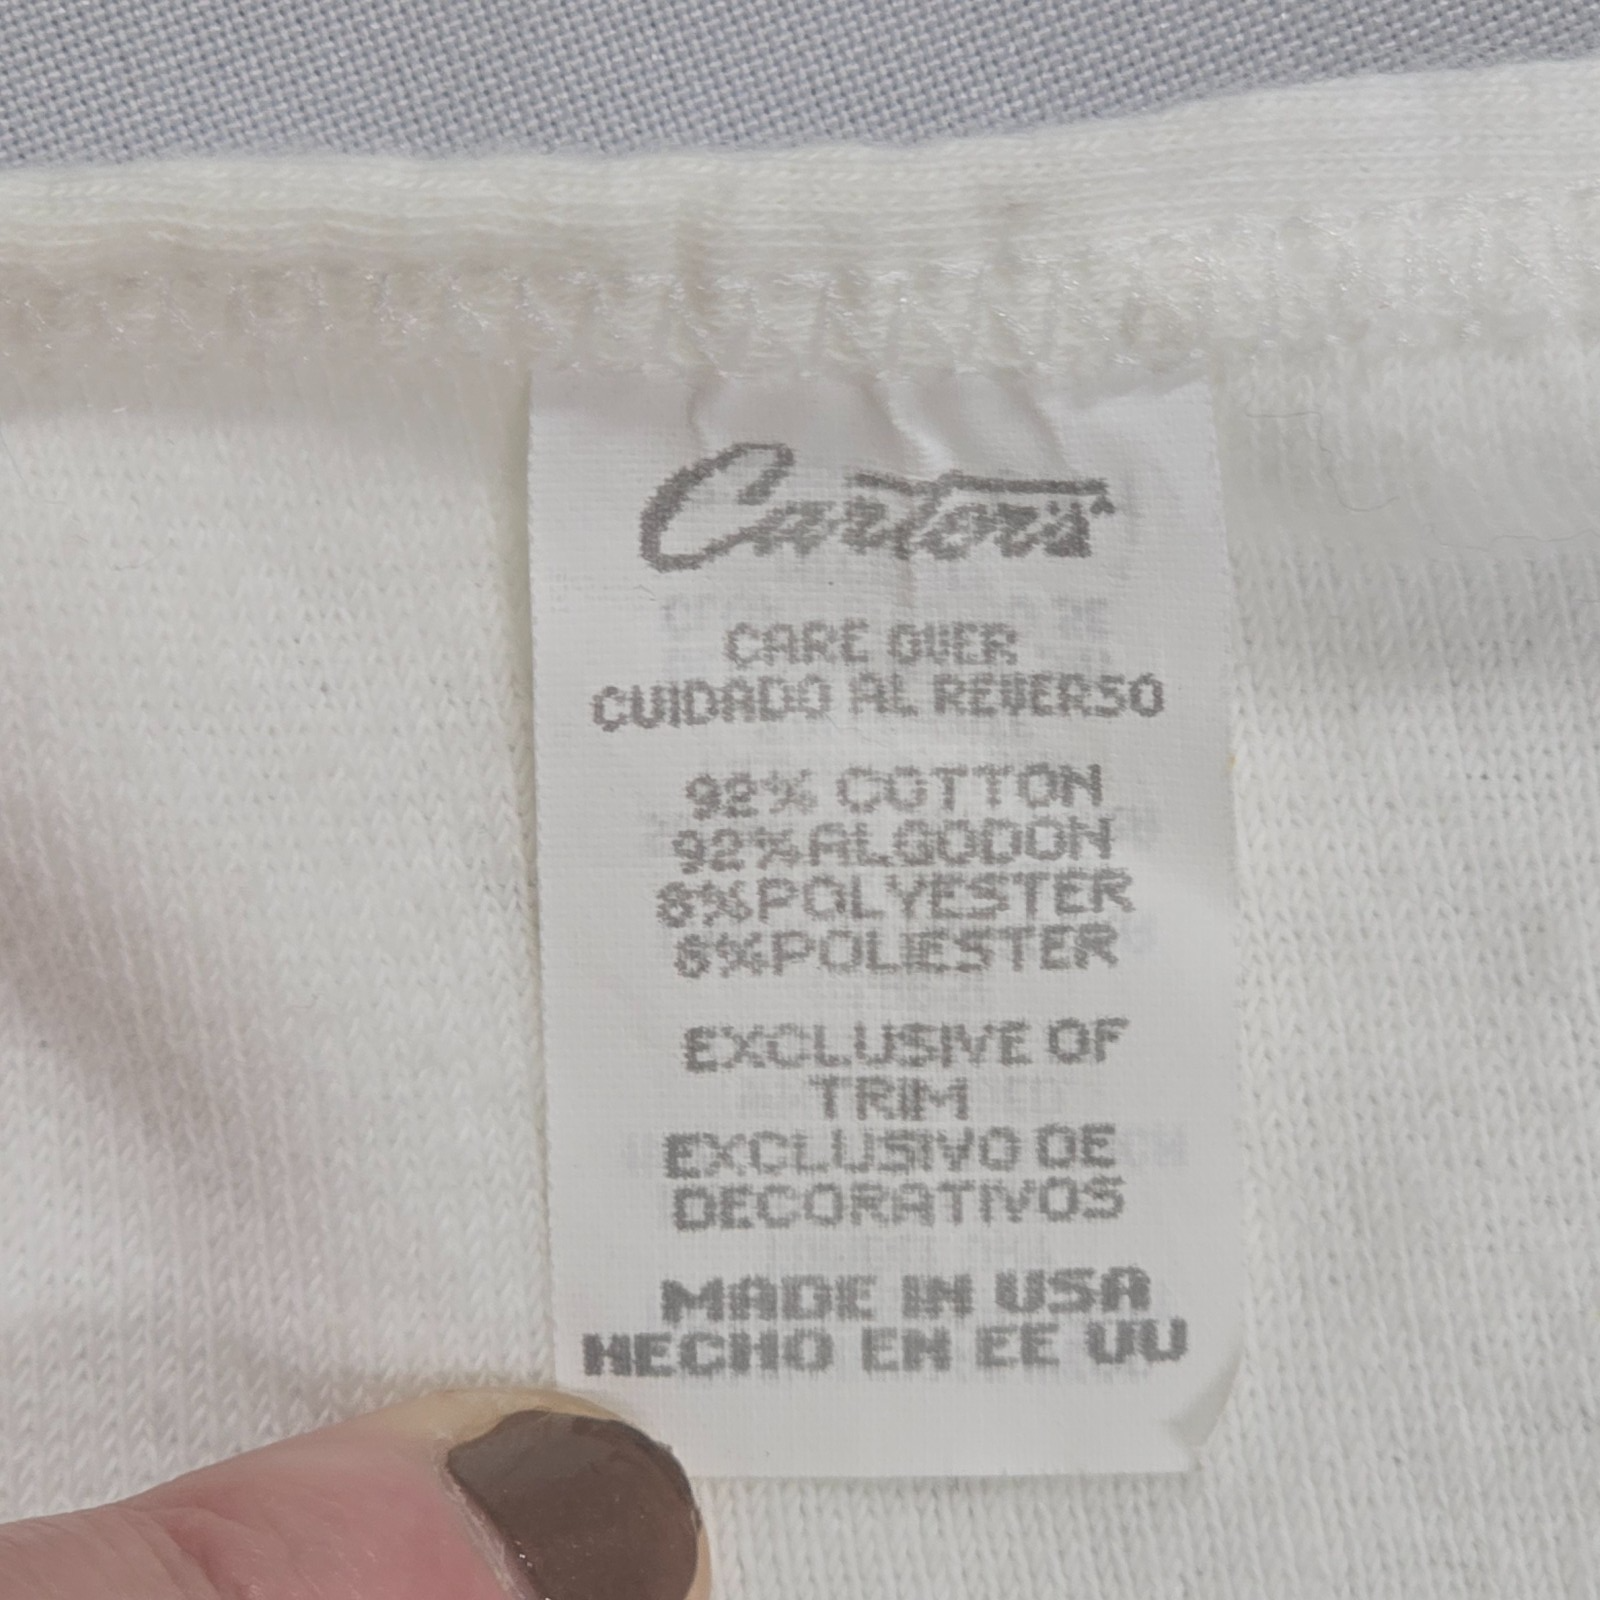 Carter's
CARE OVER
CUIDADO AL REVERSO
92% COTTON
92% ALGODON
8% POLYESTER
8% POLIESTER
EXCLUSIVE OF
TRIM
EXCLUSIVO DE
DECORATIVOS
MADE IN USA
HECHO EN EE UU